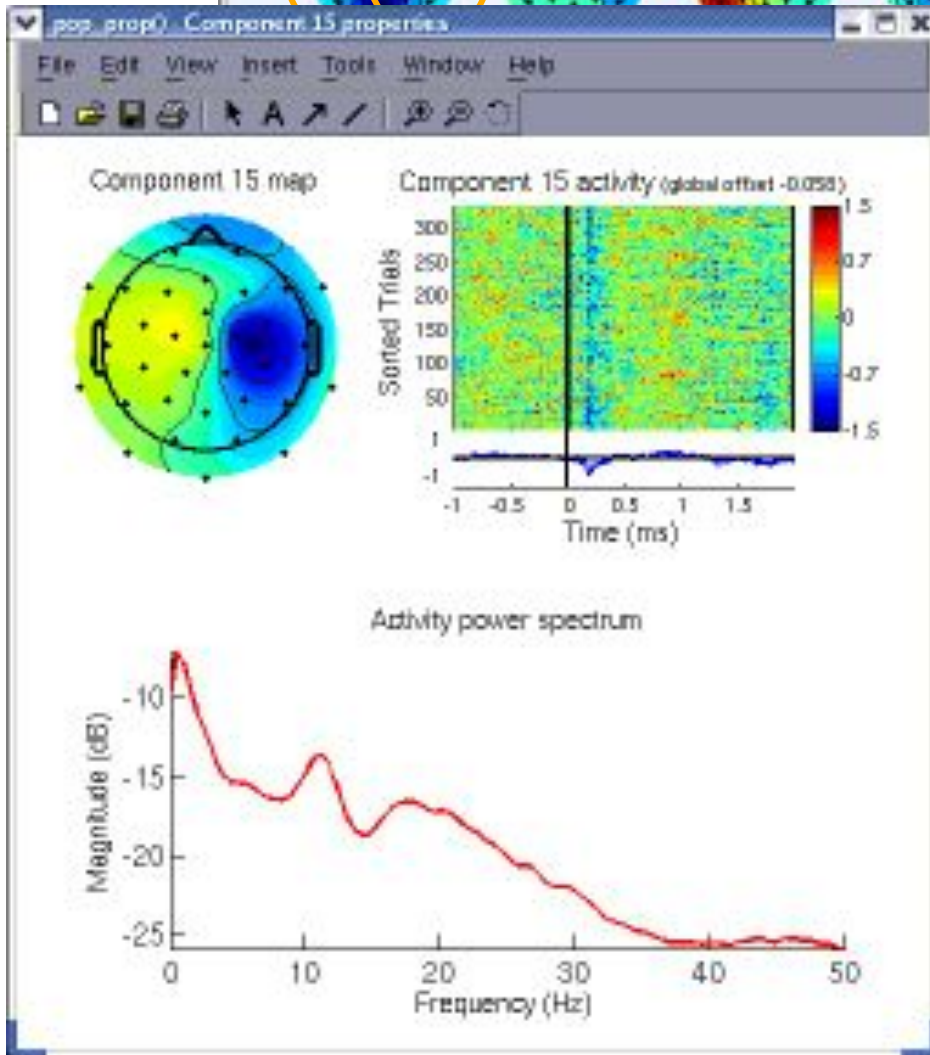 pop_prop() - Component 15 properties
File Edit View Insert Tools Window Help
A
Component 15 map
Component 15 activity (global offset -0.058)
Sorted Trials
300
250
200
150
100
50
1
-1
-1 -0.5 0 0.5 1 1.5
Time (ms)
1.5
0.7
0
-0.7
-1.5
Activity power spectrum
Magnitude (dB)
-10
-15
-20
-25
0 10 20 30 40 50
Frequency (Hz)